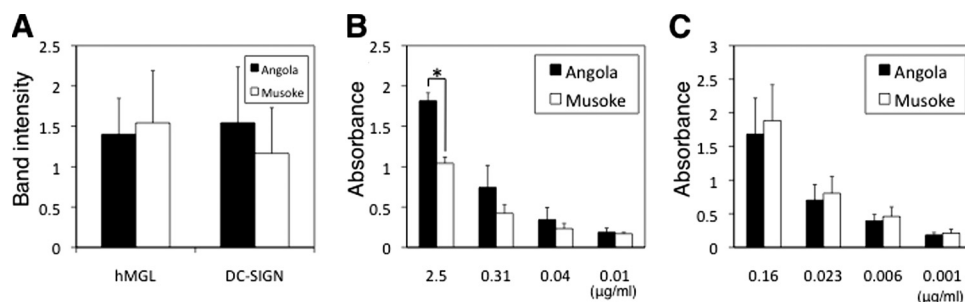 A
Band intensity
2.5
2
1.5
1
0.5
0
Angola
Musoke
hMGL DC-SIGN
B
Absorbance
2.5
2
1.5
1
0.5
0
*
Angola
Musoke
2.5 0.31 0.04 0.01
(µg/ml)
C
Absorbance
3
2.5
2
1.5
1
0.5
0
Angola
Musoke
0.16 0.023 0.006 0.001
(µg/ml)